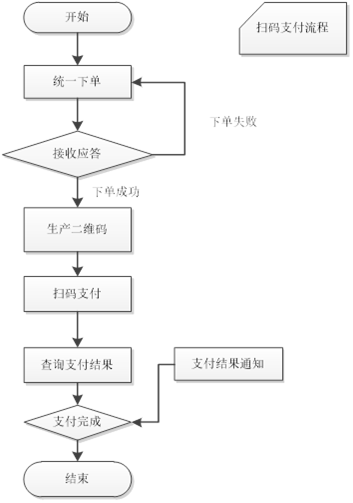 开始
扫码支付流程
统一下单
下单失败
接收应答
下单成功
生产二维码
扫码支付
查询支付结果
支付结果通知
支付完成
结束